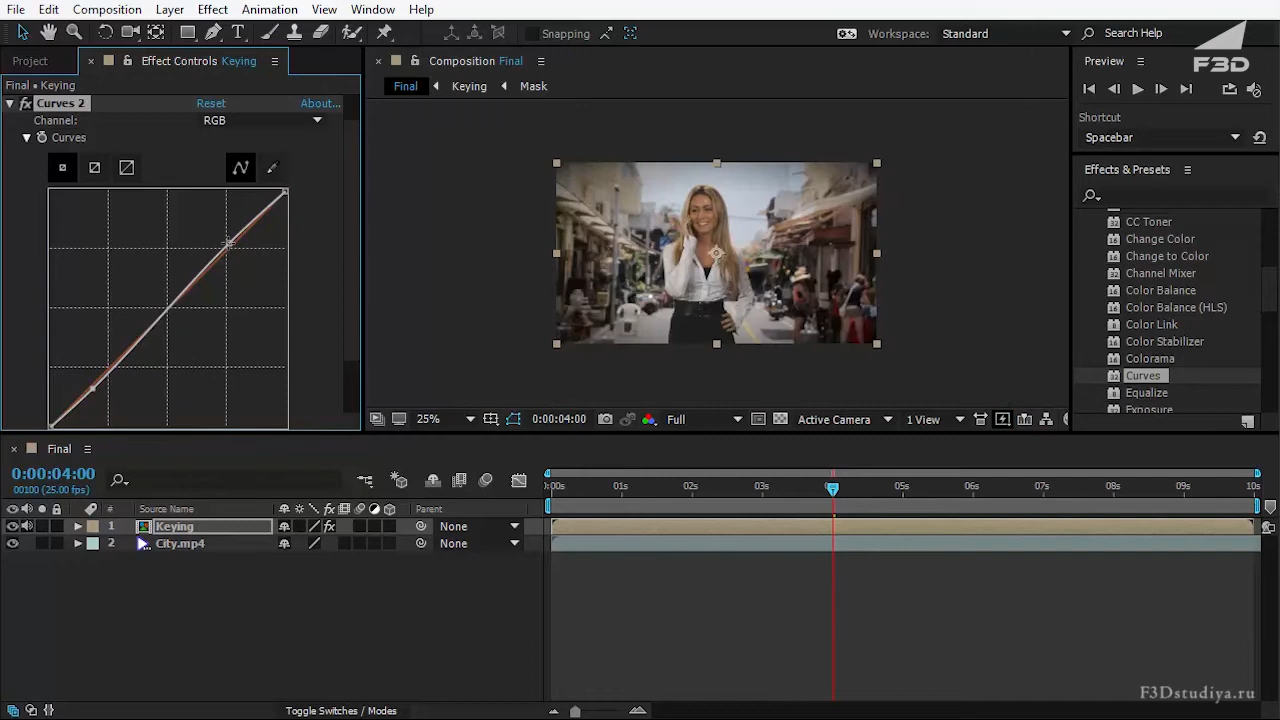 File Edit Composition Layer Effect Animation View Window Help
Snapping
Workspace: Standard
Search Help
F3D
Project
Effect Controls Keying
Final • Keying
fx Curves 2 Reset About...
Channel: RGB
Curves
Composition Final
Final Keying Mask
25% 0:00:04:00 Full Active Camera 1 View
Preview
Shortcut
Spacebar
Effects & Presets
CC Toner
Change Color
Change to Color
Channel Mixer
Color Balance
Color Balance (HLS)
Color Link
Color Stabilizer
Colorama
Curves
Equalize
Exposure
Final
0:00:04:00
00100 (25.00 fps)
:00s 01s 02s 03s 05s 06s 07s 08s 09s 10s
# Source Name Parent
1 Keying None
2 City.mp4 None
Toggle Switches / Modes
F3Dstudiya.ru